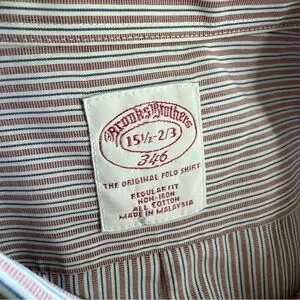 Brooks Brothers
15½-2/3
346
THE ORIGINAL POLO SHIRT
REGULAR FIT
NON-IRON
ALL COTTON
MADE IN MALAYSIA